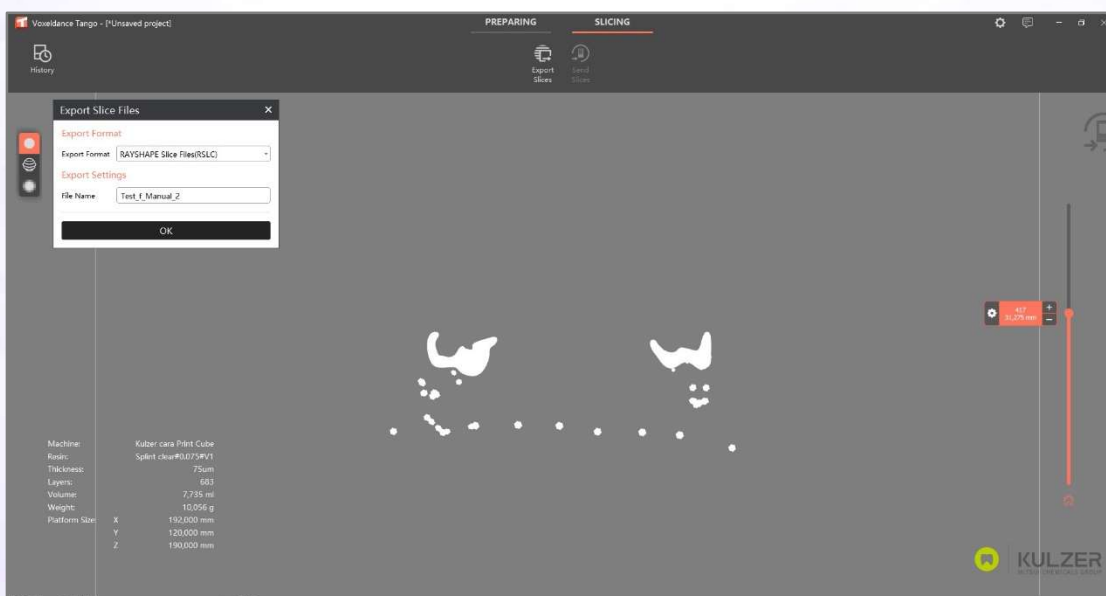 Voxeldance Tango - [*Unsaved project]
PREPARING
SLICING
History
Export Slices
Send Slices
Export Slice Files
Export Format
Export Format RAYSHAPE Slice Files(RSLC)
Export Settings
File Name Test_f_Manual_2
OK
417
31,275 mm
Machine: Kulzer cara Print Cube
Resin: Splint clear#0.075#V1
Thickness: 75um
Layers: 683
Volume: 7,735 ml
Weight: 10,056 g
Platform Size: X 192,000 mm
Y 120,000 mm
Z 190,000 mm
KULZER
MITSUI CHEMICALS GROUP